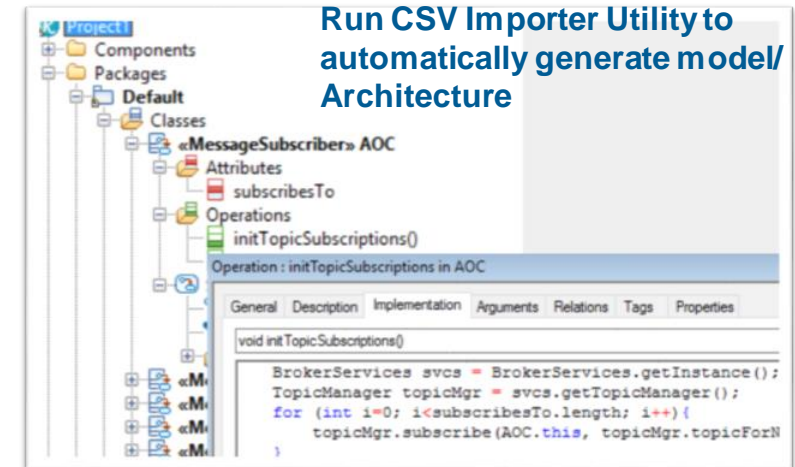 Run CSV Importer Utility to
automatically generate model/
Architecture
Project1
Components
Packages
Default
Classes
«MessageSubscriber» AOC
Attributes
subscribesTo
Operations
initTopicSubscriptions()
Operation : initTopicSubscriptions in AOC
General Description Implementation Arguments Relations Tags Properties
void initTopicSubscriptions()
BrokerServices svcs = BrokerServices.getInstance();
TopicManager topicMgr = svcs.getTopicManager();
for (int i=0; i<subscribesTo.length; i++){
topicMgr.subscribe(AOC.this, topicMgr.topicForN
}
«M
«M
«M
«M